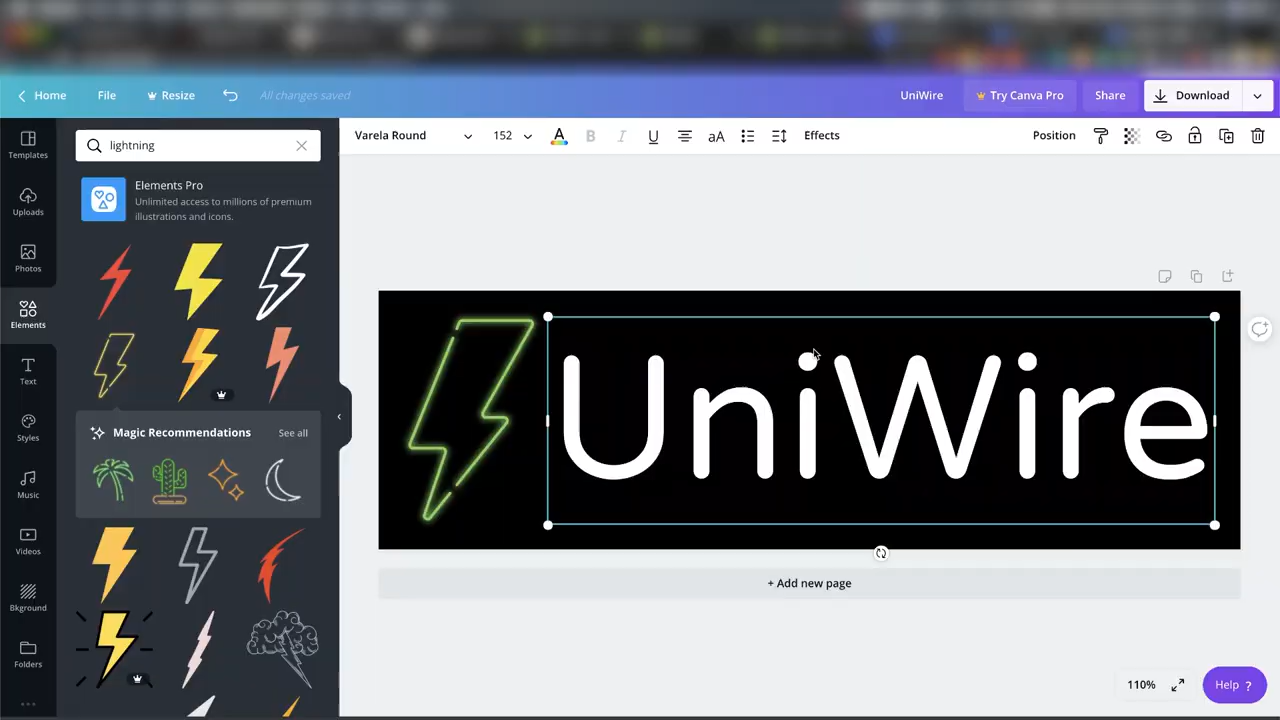 Home File Resize All changes saved UniWire Try Canva Pro Share Download
Templates
Uploads
Photos
Elements
Text
Styles
Music
Videos
Bkground
Folders
lightning
Elements Pro
Unlimited access to millions of premium
illustrations and icons.
Magic Recommendations See all
Varela Round 152 A B I U aA Effects Position
UniWire
+ Add new page
110% Help ?